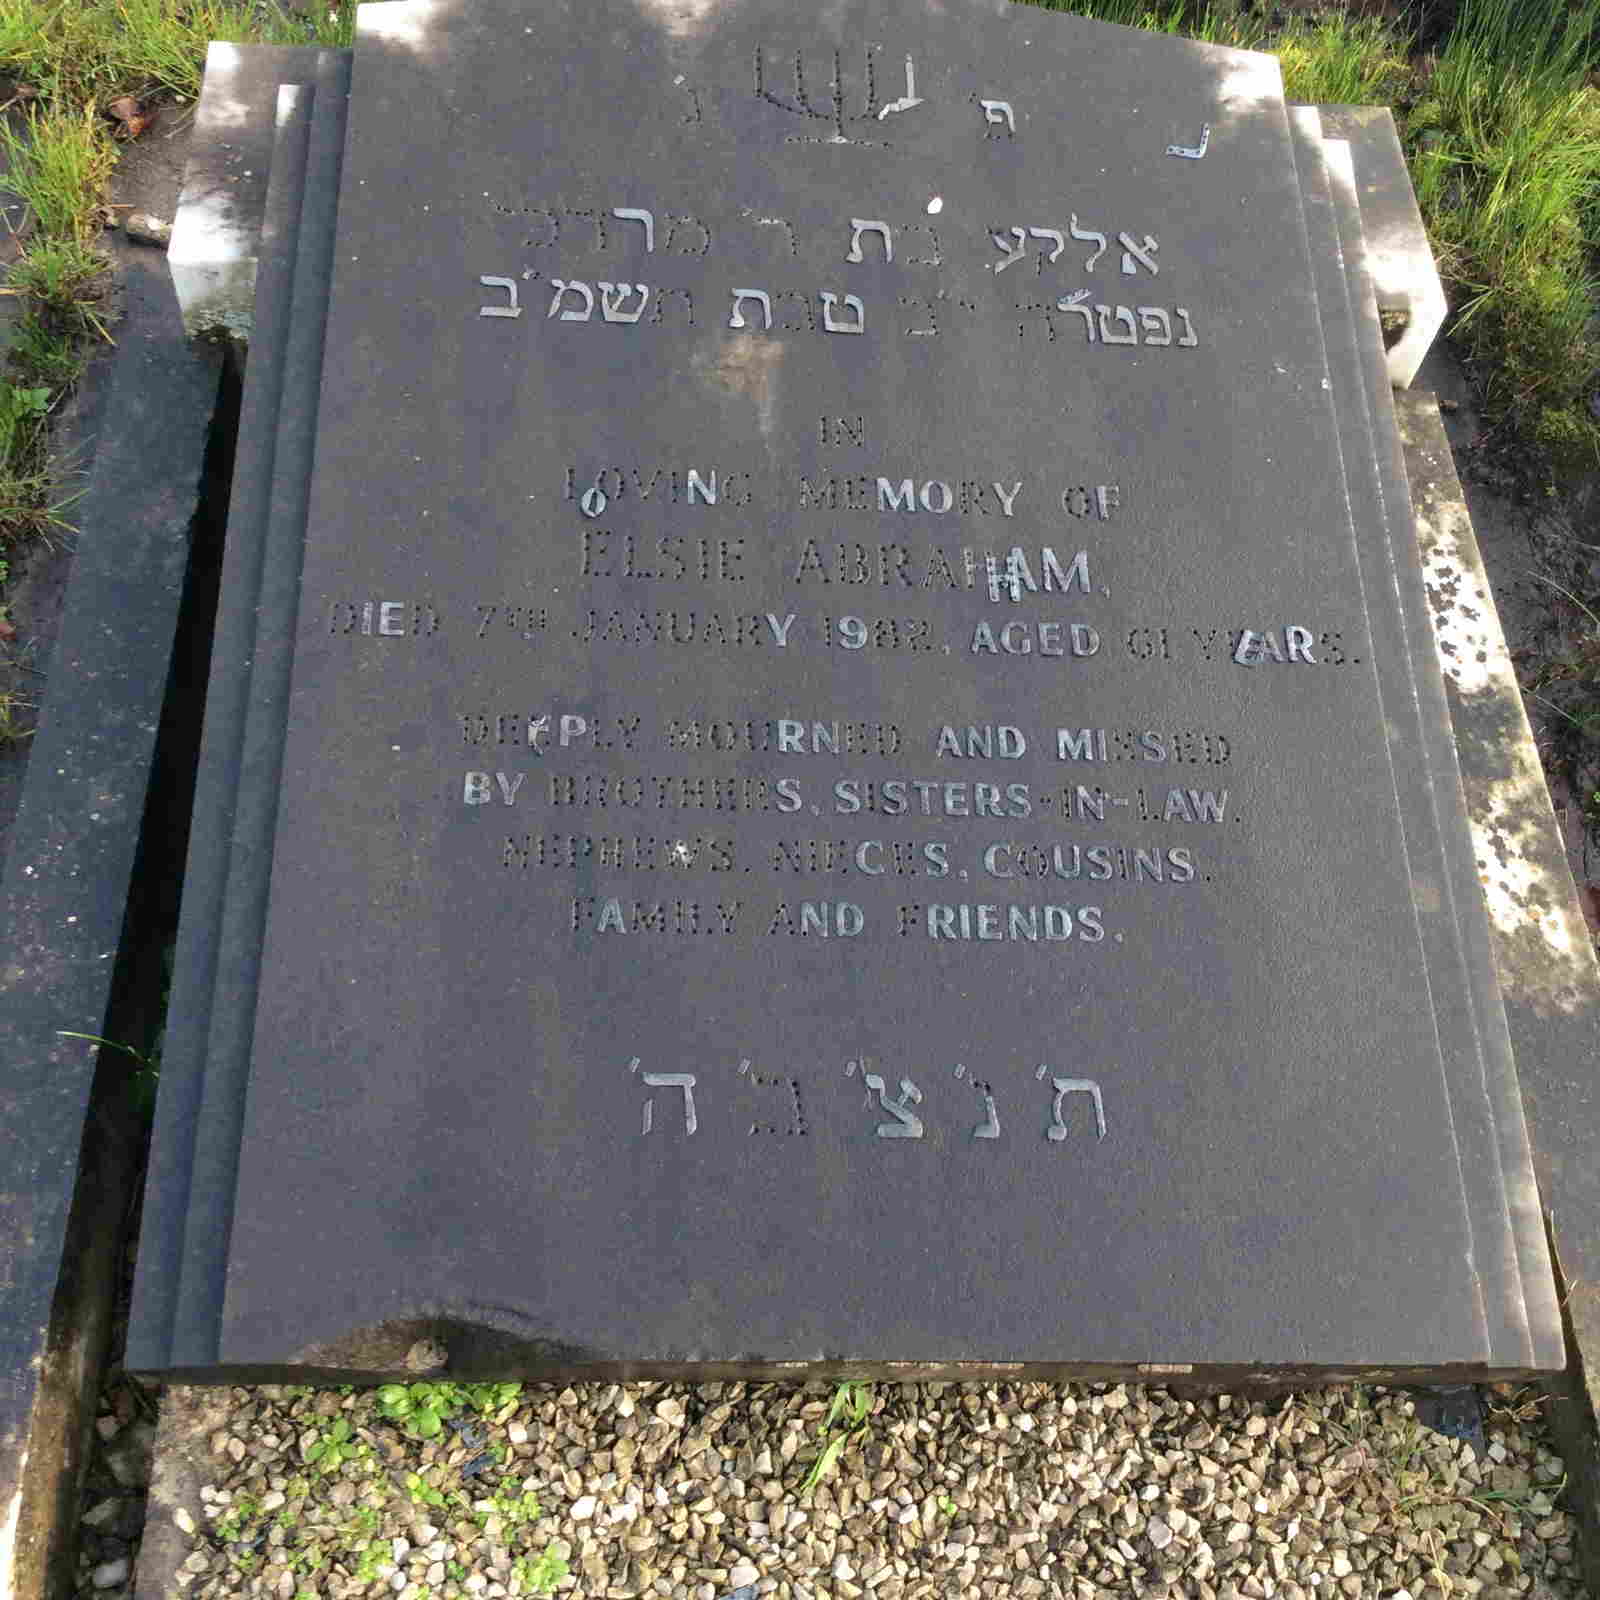 פ' נ'
אלקע בת ר' מרדכי
נפטרה י"ב טבת תשמ"ב
IN
LOVING MEMORY OF
ELSIE ABRAHAM,
DIED 7TH JANUARY 1982, AGED 61 YEARS.
DEEPLY MOURNED AND MISSED
BY BROTHERS, SISTERS-IN-LAW,
NEPHEWS, NIECES, COUSINS,
FAMILY AND FRIENDS.
ת' נ' צ' ב' ה'